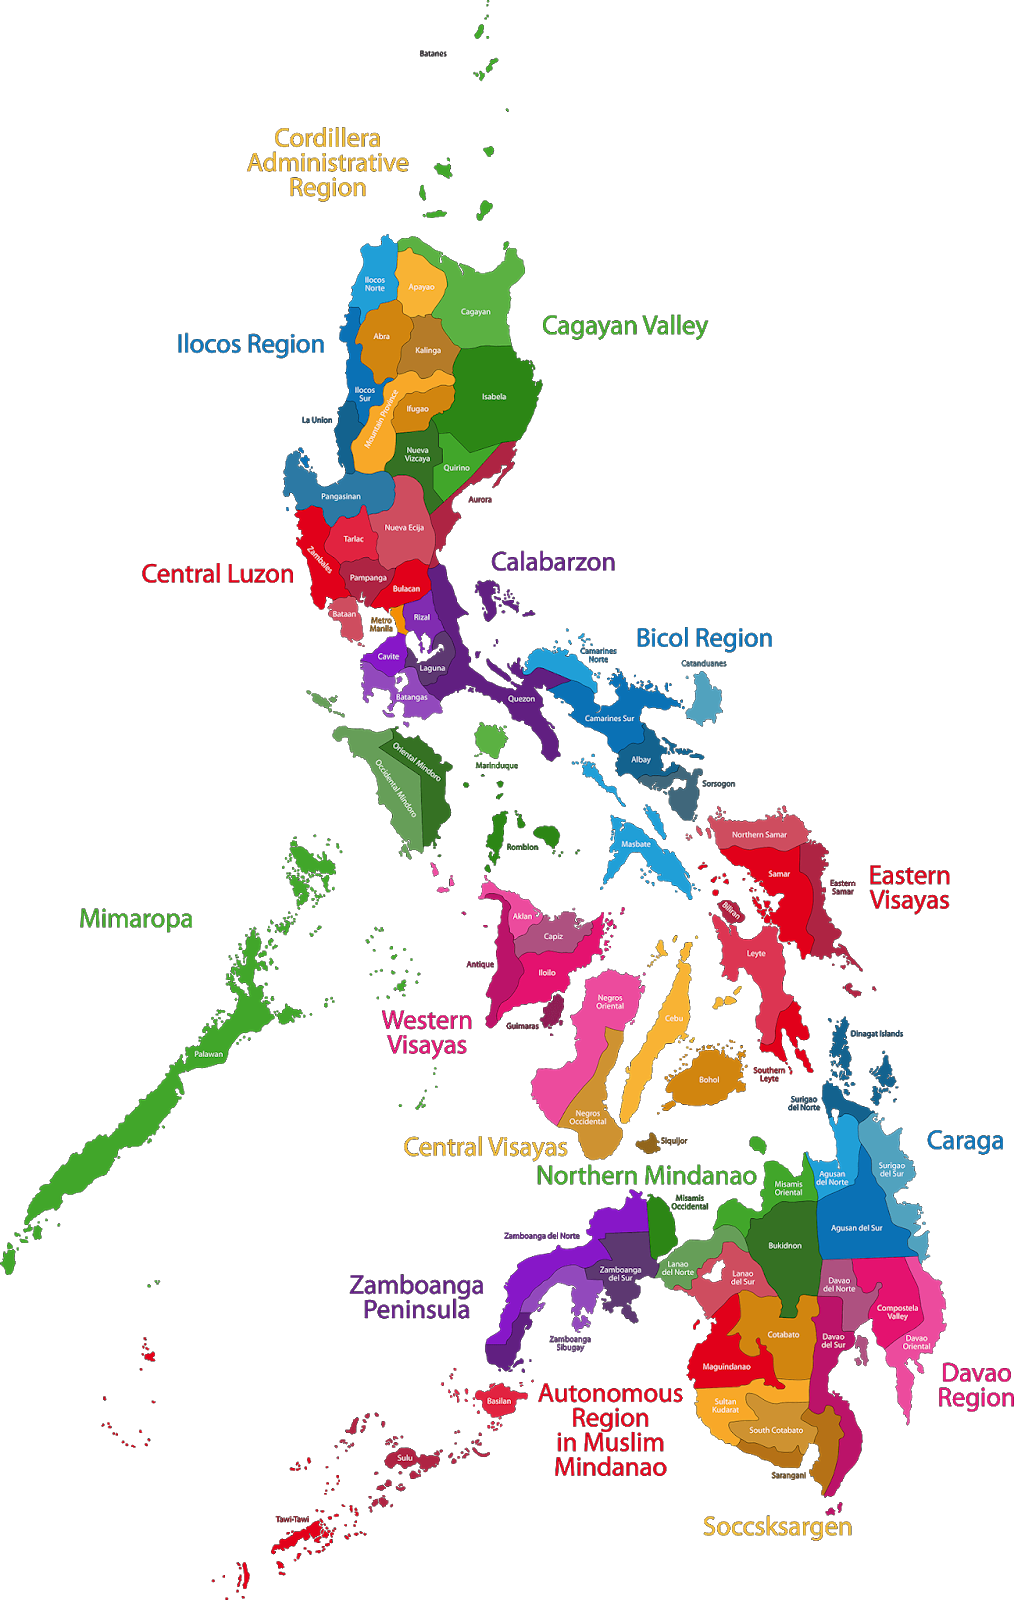 Batanes
Cordillera
Administrative
Region
Ilocos
Norte
Apayao
Cagayan
Cagayan Valley
Ilocos Region
Abra
Kalinga
Ilocos
Sur
Isabela
Mountain Province
Ifugao
La Union
Nueva
Vizcaya
Quirino
Pangasinan
Aurora
Nueva Ecija
Tarlac
Zambales
Central Luzon
Calabarzon
Pampanga
Bulacan
Bataan
Metro
Manila
Rizal
Bicol Region
Cavite
Laguna
Camarines
Norte
Catanduanes
Batangas
Quezon
Camarines Sur
Oriental Mindoro
Occidental Mindoro
Marinduque
Albay
Sorsogon
Romblon
Masbate
Northern Samar
Samar
Eastern
Samar
Eastern
Visayas
Mimaropa
Biliran
Aklan
Capiz
Antique
Iloilo
Leyte
Guimaras
Western
Visayas
Negros
Oriental
Cebu
Palawan
Bohol
Southern
Leyte
Dinagat Islands
Surigao
del Norte
Negros
Occidental
Siquijor
Central Visayas
Caraga
Northern Mindanao
Agusan
del Norte
Surigao
del Sur
Misamis
Oriental
Misamis
Occidental
Agusan del Sur
Zamboanga del Norte
Bukidnon
Zamboanga
del Sur
Lanao
del Norte
Lanao
del Sur
Davao
del Norte
Zamboanga
Peninsula
Compostela
Valley
Zamboanga
Sibugay
Cotabato
Davao
del Sur
Davao
Oriental
Maguindanao
Davao
Region
Basilan
Autonomous
Region
in Muslim
Mindanao
Sultan
Kudarat
South Cotabato
Sulu
Sarangani
Tawi-Tawi
Soccsksargen